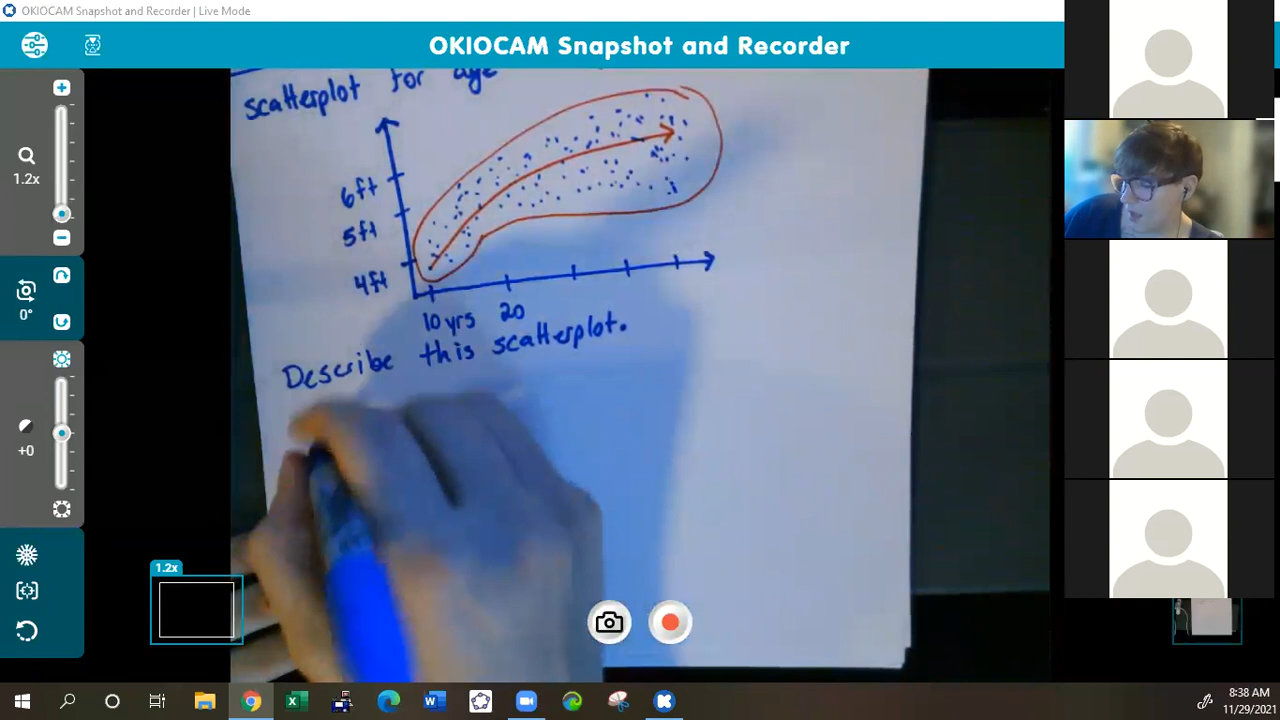 OKIOCAM Snapshot and Recorder | Live Mode
OKIOCAM Snapshot and Recorder
scatterplot for age
1.2x
6ft
5ft
4ft
0°
10 yrs 20
Describe this scatterplot.
+0
1.2x
8:38 AM
11/29/2021